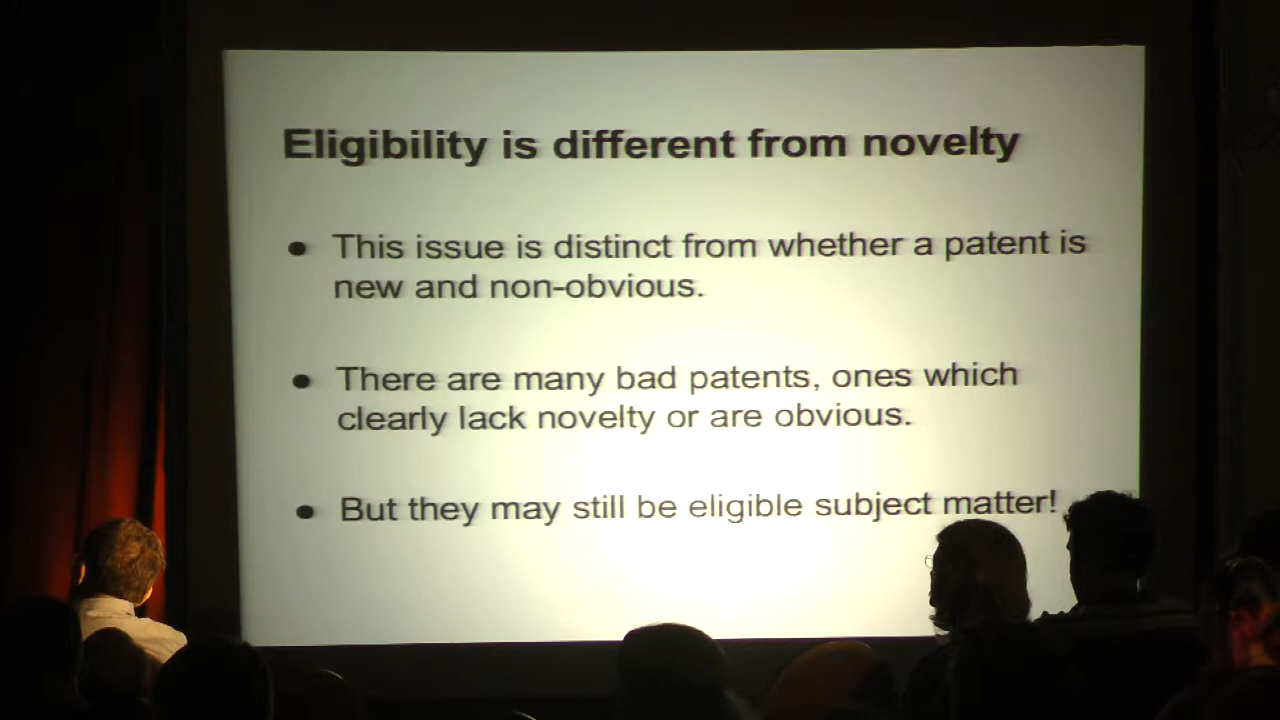 Eligibility is different from novelty
● This issue is distinct from whether a patent is
new and non-obvious.
● There are many bad patents, ones which
clearly lack novelty or are obvious.
● But they may still be eligible subject matter!